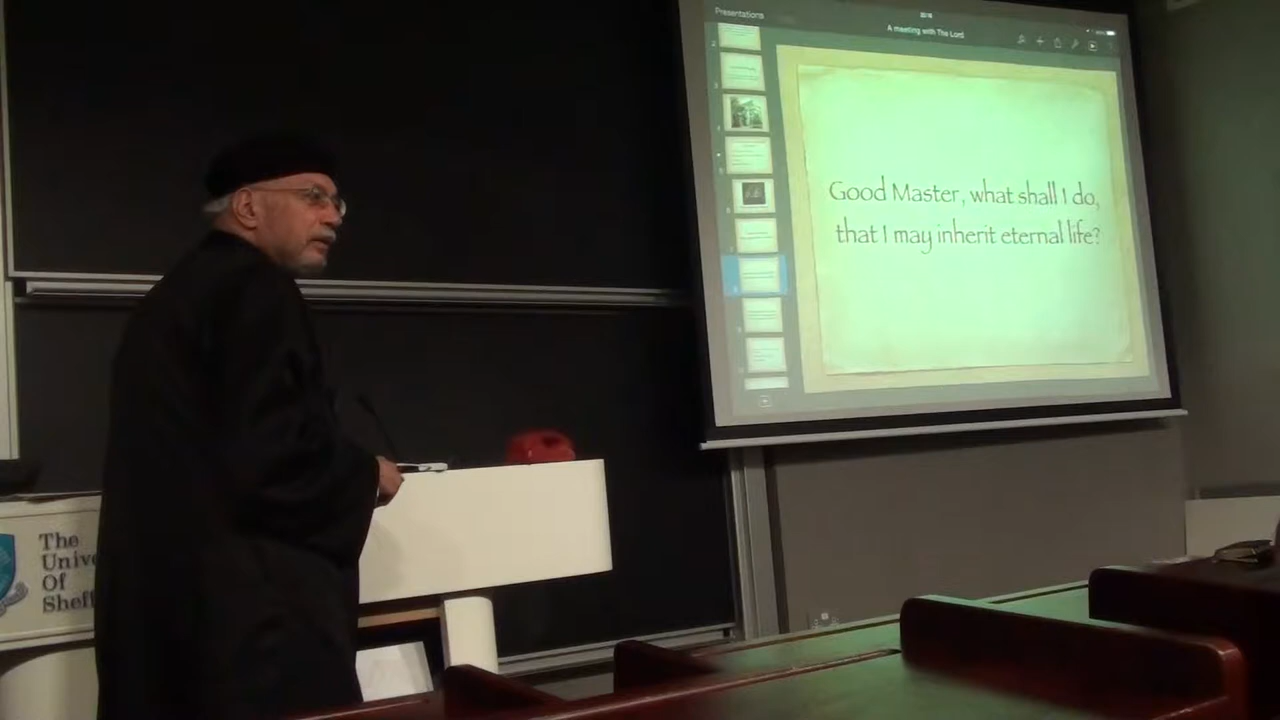 Presentations
A meeting with The Lord
Good Master, what shall I do,
that I may inherit eternal life?
The
Unive
Of
Sheff